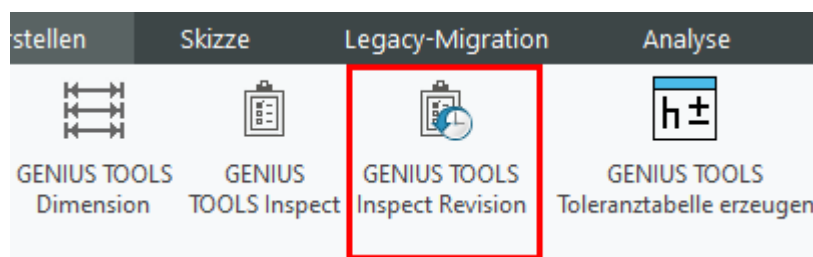 rstellen Skizze Legacy-Migration Analyse
h±
GENIUS TOOLS GENIUS GENIUS TOOLS GENIUS TOOLS
Dimension TOOLS Inspect Inspect Revision Toleranztabelle erzeugen